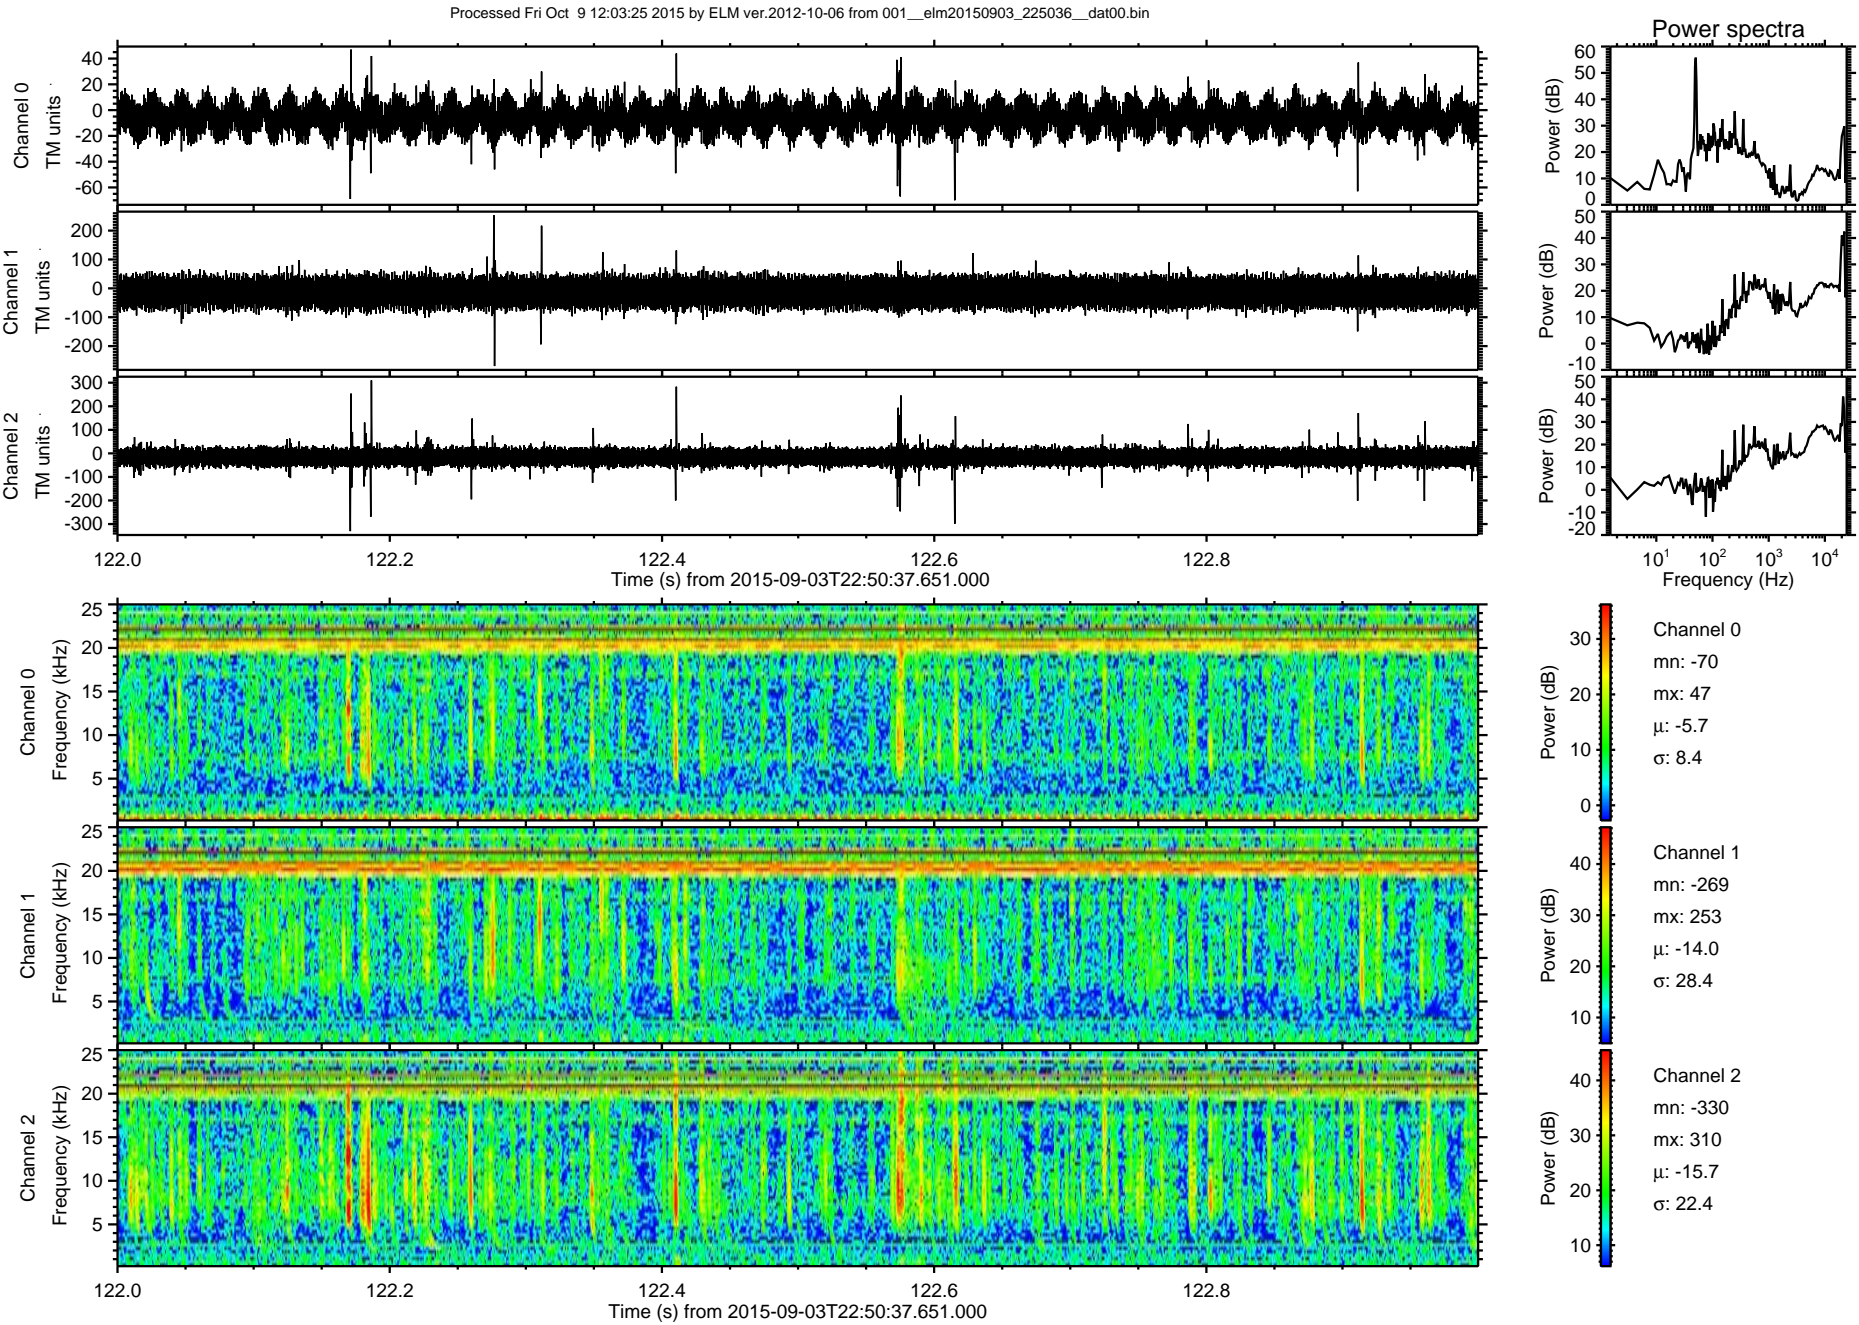 Processed Fri Oct  9 12:03:25 2015 by ELM ver.2012-10-06 from 001__elm20150903_225036__dat00.bin
Power spectra
Channel 0
TM units
40
20
0
-20
-40
-60
Power (dB)
60
50
40
30
20
10
0
Channel 1
TM units
200
100
0
-100
-200
Power (dB)
50
40
30
20
10
0
-10
Channel 2
TM units
300
200
100
0
-100
-200
-300
Power (dB)
50
40
30
20
10
0
-10
-20
122.0 122.2 122.4 122.6 122.8
Time (s) from 2015-09-03T22:50:37.651.000
10^1 10^2 10^3 10^4
Frequency (Hz)
Channel 0
Frequency (kHz)
25
20
15
10
5
Power (dB)
30
20
10
0
Channel 0
mn: -70
mx: 47
μ: -5.7
σ: 8.4
Channel 1
Frequency (kHz)
25
20
15
10
5
Power (dB)
40
30
20
10
Channel 1
mn: -269
mx: 253
μ: -14.0
σ: 28.4
Channel 2
Frequency (kHz)
25
20
15
10
5
Power (dB)
40
30
20
10
Channel 2
mn: -330
mx: 310
μ: -15.7
σ: 22.4
122.0 122.2 122.4 122.6 122.8
Time (s) from 2015-09-03T22:50:37.651.000